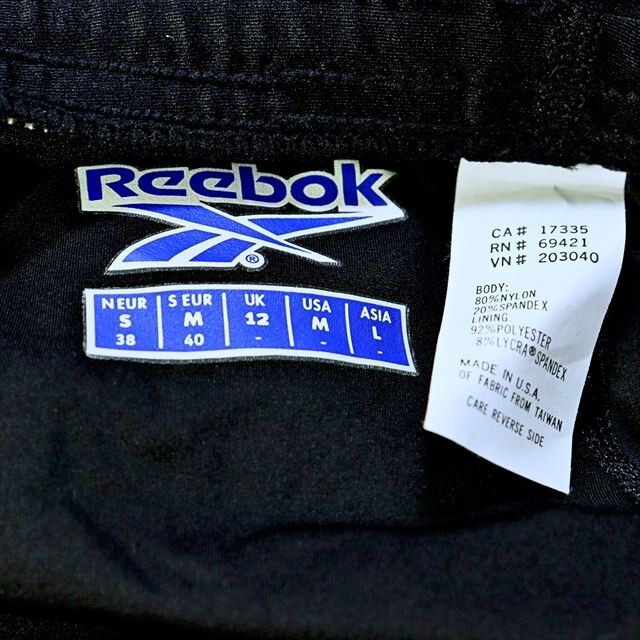 Reebok
®
N EUR S EUR UK USA ASIA
S M 12 M L
38 40 - - -
CA# 17335
RN# 69421
VN# 203040
BODY:
80%NYLON
20%SPANDEX
LINING
92%POLYESTER
8%LYCRA®SPANDEX
MADE IN U.S.A.
OF FABRIC FROM TAIWAN
CARE REVERSE SIDE